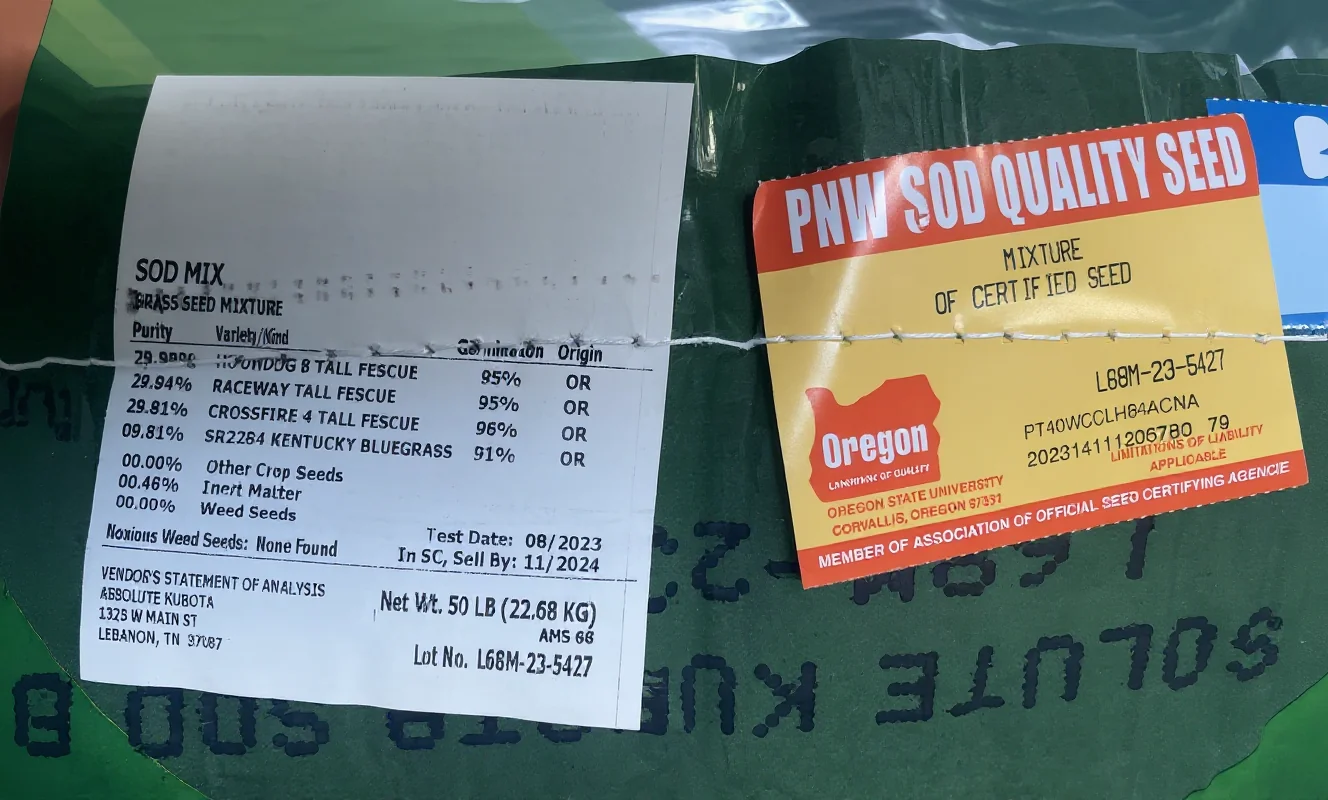 SOD MIX
GRASS SEED MIXTURE
Purity Variety/Kind Germination Origin
HOUNDOG 8 TALL FESCUE 95% OR
29.94% RACEWAY TALL FESCUE 95% OR
29.81% CROSSFIRE 4 TALL FESCUE 96% OR
09.81% SR2284 KENTUCKY BLUEGRASS 91% OR
00.00% Other Crop Seeds
00.46% Inert Matter
00.00% Weed Seeds
Noxious Weed Seeds: None Found
Test Date: 08/2023
In SC, Sell By: 11/2024
VENDOR'S STATEMENT OF ANALYSIS
ABSOLUTE KUBOTA
1325 W MAIN ST
LEBANON, TN 37087
Net Wt. 50 LB (22.68 KG)
AMS 68
Lot No. L68M-23-5427
PNW SOD QUALITY SEED
MIXTURE
OF CERTIFIED SEED
L68M-23-5427
PT40WCCLH64ACNA
202314111206780 79
LIMITATIONS OF LIABILITY
APPLICABLE
Oregon
OREGON STATE UNIVERSITY
CORVALLIS, OREGON 97331
MEMBER OF ASSOCIATION OF OFFICIAL SEED CERTIFYING AGENCIE
SOLUTE KUBOTA SOD B